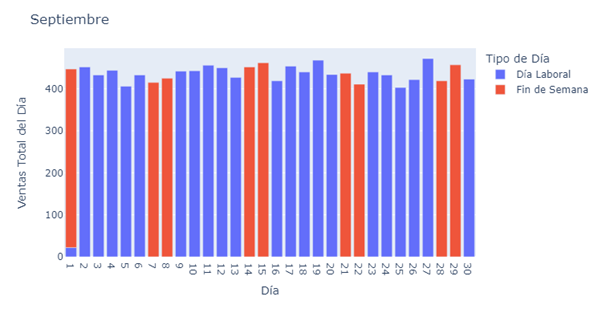 Septiembre
Ventas Total del Día
400
300
200
100
0
1 2 3 4 5 6 7 8 9 10 11 12 13 14 15 16 17 18 19 20 21 22 23 24 25 26 27 28 29 30
Día
Tipo de Día
Día Laboral
Fin de Semana